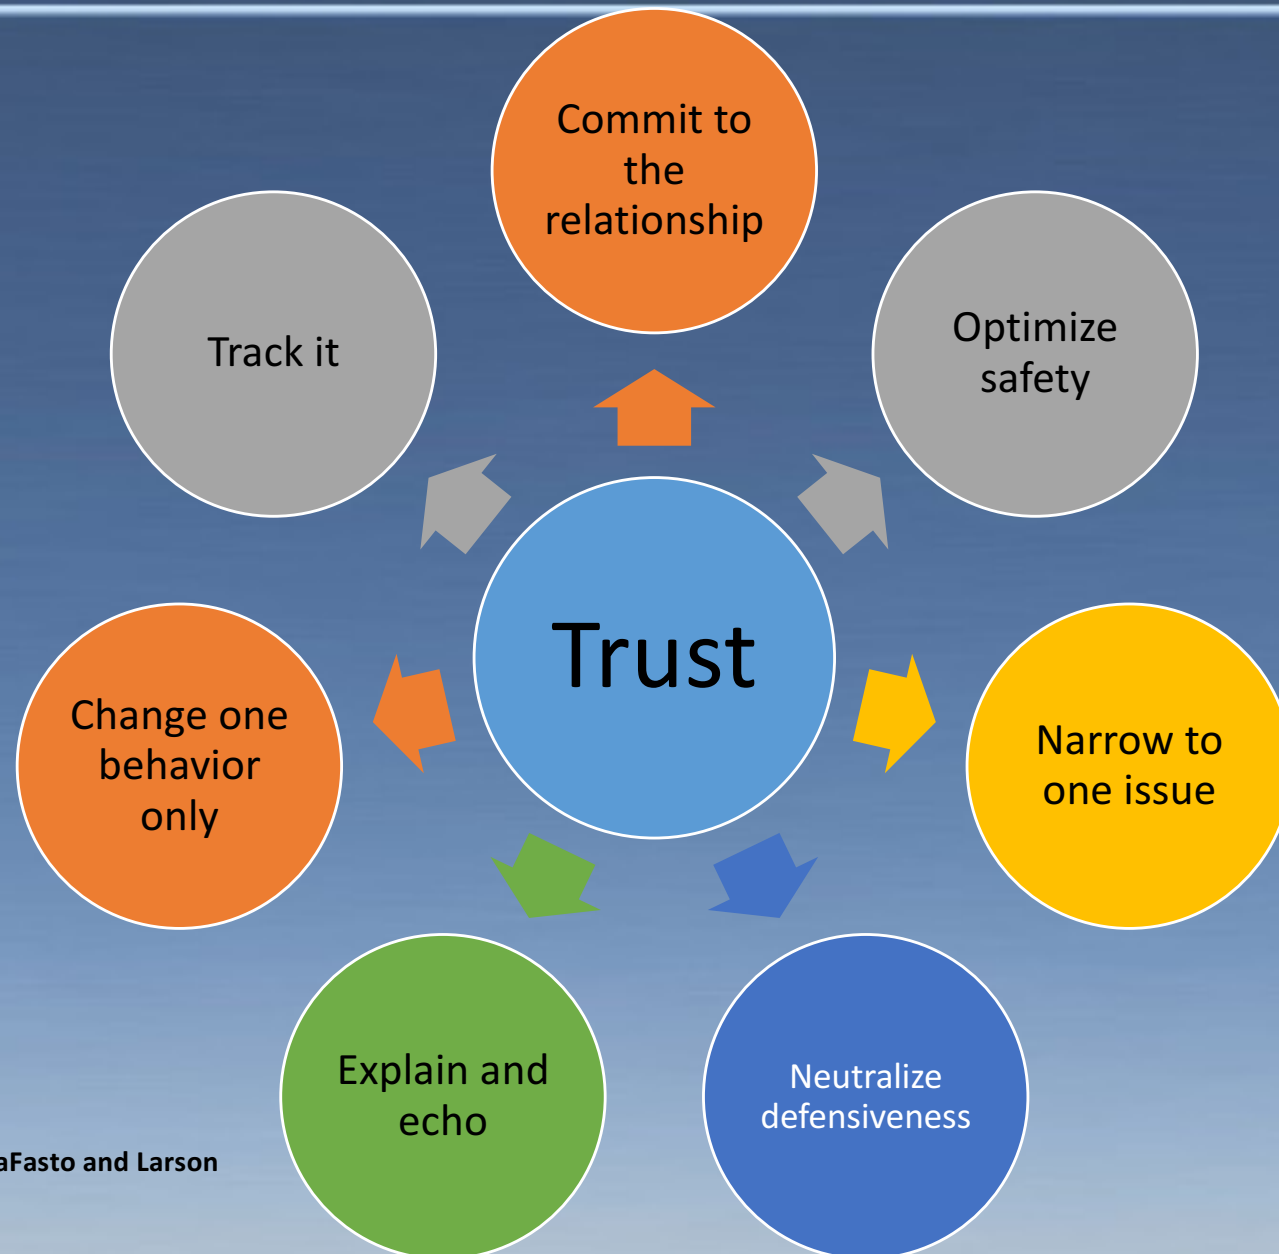 Commit to
the
relationship
Optimize
safety
Narrow to
one issue
Neutralize
defensiveness
Explain and
echo
Change one
behavior
only
Track it
Trust
aFasto and Larson